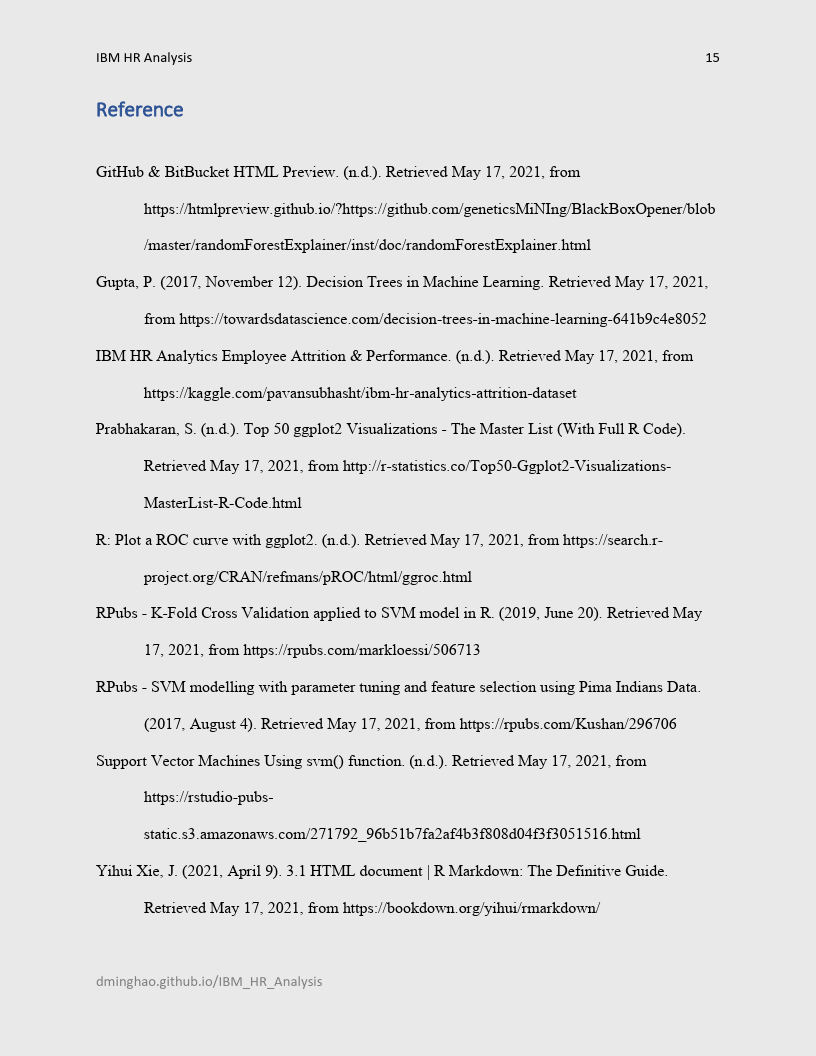 IBM HR Analysis 15
Reference
GitHub & BitBucket HTML Preview. (n.d.). Retrieved May 17, 2021, from
https://htmlpreview.github.io/?https://github.com/geneticsMiNIng/BlackBoxOpener/blob
/master/randomForestExplainer/inst/doc/randomForestExplainer.html
Gupta, P. (2017, November 12). Decision Trees in Machine Learning. Retrieved May 17, 2021,
from https://towardsdatascience.com/decision-trees-in-machine-learning-641b9c4e8052
IBM HR Analytics Employee Attrition & Performance. (n.d.). Retrieved May 17, 2021, from
https://kaggle.com/pavansubhasht/ibm-hr-analytics-attrition-dataset
Prabhakaran, S. (n.d.). Top 50 ggplot2 Visualizations - The Master List (With Full R Code).
Retrieved May 17, 2021, from http://r-statistics.co/Top50-Ggplot2-Visualizations-
MasterList-R-Code.html
R: Plot a ROC curve with ggplot2. (n.d.). Retrieved May 17, 2021, from https://search.r-
project.org/CRAN/refmans/pROC/html/ggroc.html
RPubs - K-Fold Cross Validation applied to SVM model in R. (2019, June 20). Retrieved May
17, 2021, from https://rpubs.com/markloessi/506713
RPubs - SVM modelling with parameter tuning and feature selection using Pima Indians Data.
(2017, August 4). Retrieved May 17, 2021, from https://rpubs.com/Kushan/296706
Support Vector Machines Using svm() function. (n.d.). Retrieved May 17, 2021, from
https://rstudio-pubs-
static.s3.amazonaws.com/271792_96b51b7fa2af4b3f808d04f3f3051516.html
Yihui Xie, J. (2021, April 9). 3.1 HTML document | R Markdown: The Definitive Guide.
Retrieved May 17, 2021, from https://bookdown.org/yihui/rmarkdown/
dminghao.github.io/IBM_HR_Analysis